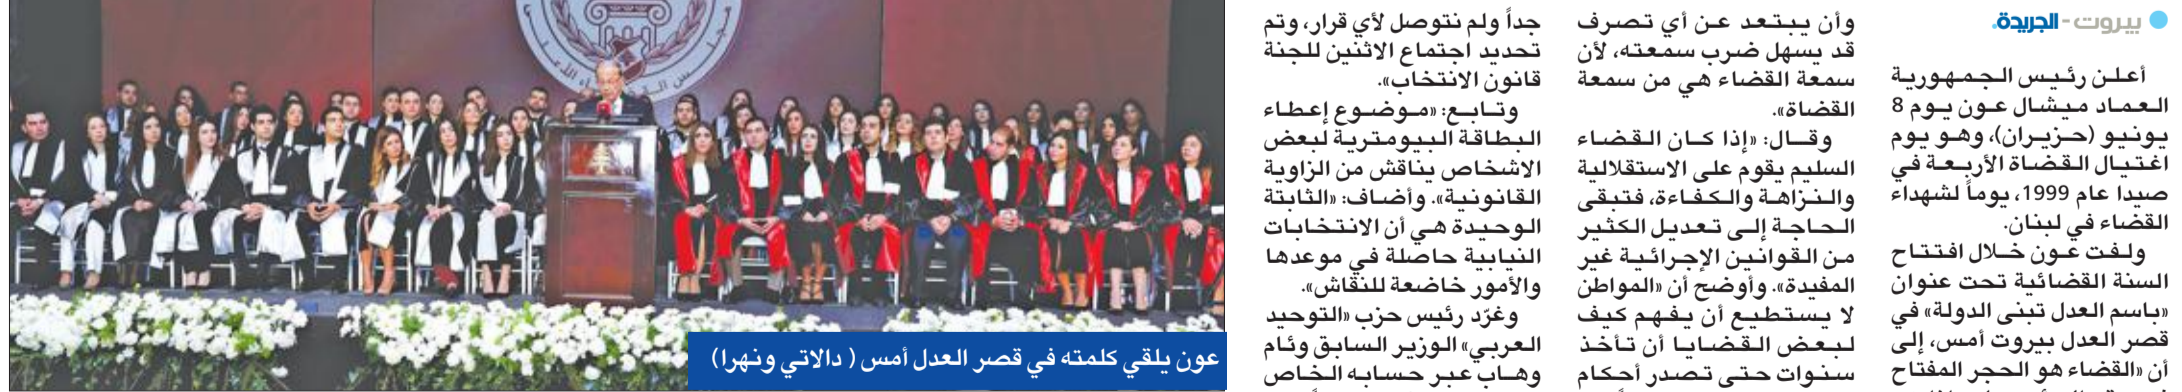 بيروت - الجريدة.
أعلن رئيس الجمهورية
العماد ميشال عون يوم 8
يونيو (حزيران)، وهو يوم
اغتيال القضاة الأربعة في
صيدا عام 1999، يوماً لشهداء
القضاء في لبنان.
ولفت عون خلال افتتاح
السنة القضائية تحت عنوان
«باسم العدل تبنى الدولة» في
قصر العدل بيروت أمس، إلى
أن «القضاء هو الحجر المفتاح
وأن يبتعد عن أي تصرف
قد يسهل ضرب سمعته، لأن
سمعة القضاء هي من سمعة
القضاة».
وقال: «إذا كان القضاء
السليم يقوم على الاستقلالية
والنزاهة والكفاءة، فتبقى
الحاجة إلى تعديل الكثير
من القوانين الإجرائية غير
المفيدة». وأوضح أن «المواطن
لا يستطيع أن يفهم كيف
لبعض القضايا أن تأخذ
سنوات حتى تصدر أحكام
جداً ولم نتوصل لأي قرار، وتم
تحديد اجتماع الاثنين للجنة
قانون الانتخاب».
وتابع: «موضوع إعطاء
البطاقة البيومترية لبعض
الاشخاص يناقش من الزاوية
القانونية». وأضاف: «الثابتة
الوحيدة هي أن الانتخابات
النيابية حاصلة في موعدها
والأمور خاضعة للنقاش».
وغرّد رئيس حزب «التوحيد
العربي» الوزير السابق وئام
وهاب عبر حسابه الخاص
عون يلقي كلمته في قصر العدل أمس ( دالاتي ونهرا)